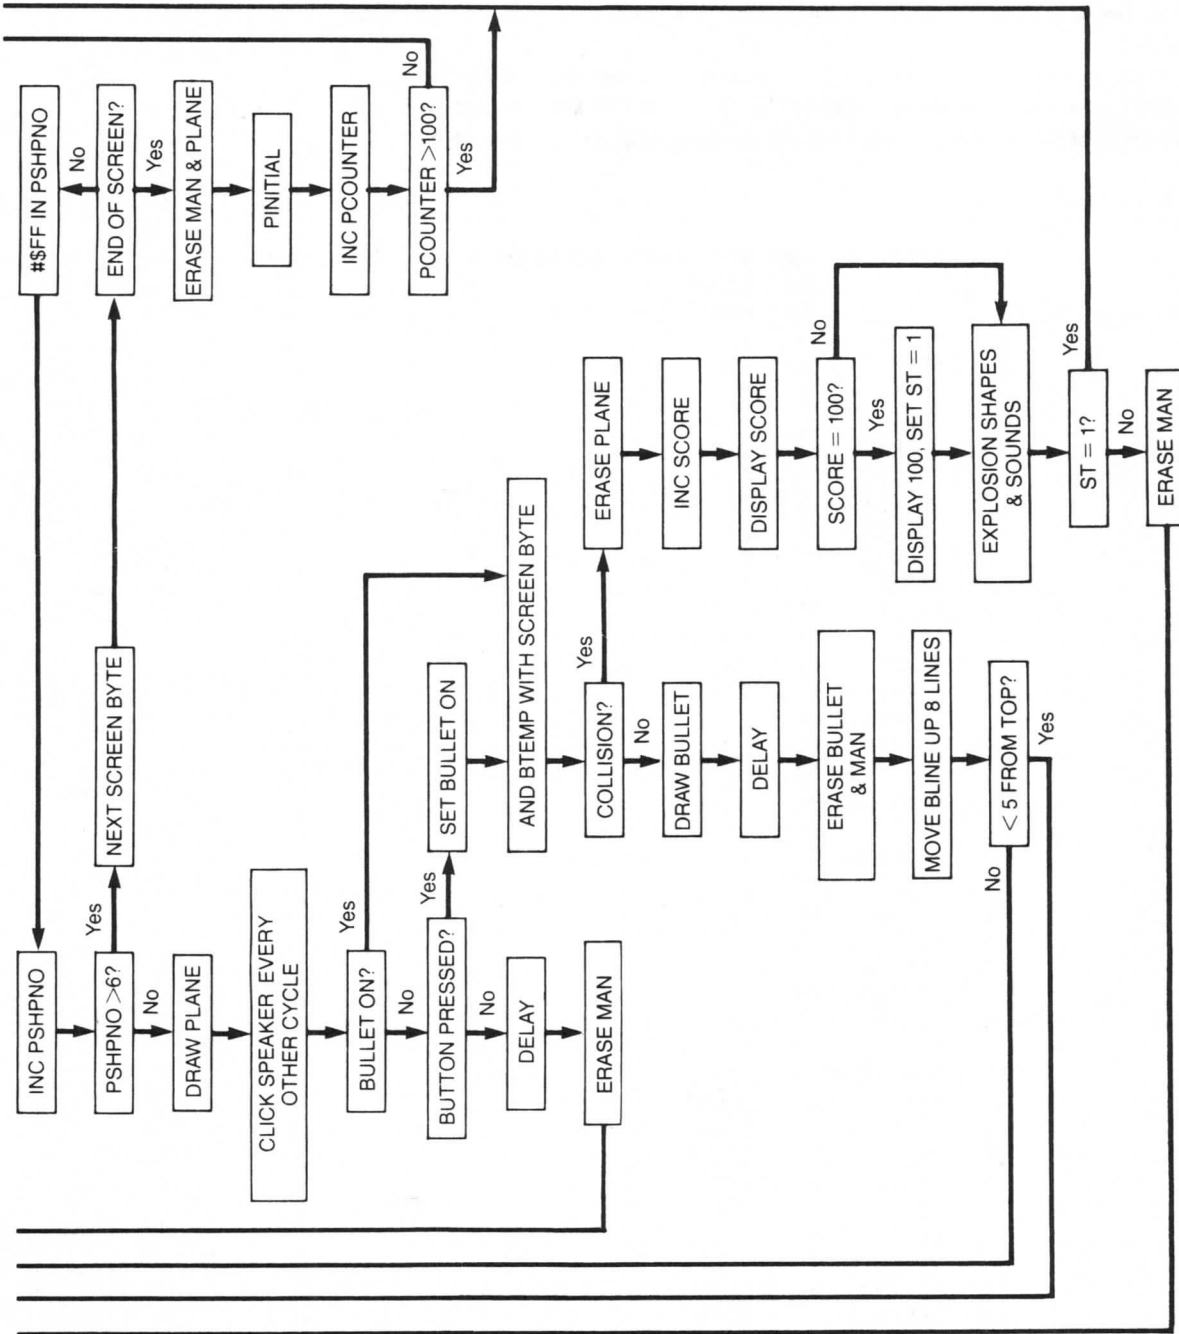 INC PSHPNO
PSHPNO >6?
Yes
No
DRAW PLANE
CLICK SPEAKER EVERY
OTHER CYCLE
BULLET ON?
Yes
No
BUTTON PRESSED?
Yes
No
DELAY
ERASE MAN
NEXT SCREEN BYTE
SET BULLET ON
AND BTEMP WITH SCREEN BYTE
COLLISION?
Yes
No
DRAW BULLET
DELAY
ERASE BULLET
& MAN
MOVE BLINE UP 8 LINES
< 5 FROM TOP?
No
Yes
ERASE PLANE
INC SCORE
DISPLAY SCORE
SCORE = 100?
No
Yes
DISPLAY 100, SET ST = 1
EXPLOSION SHAPES
& SOUNDS
ST = 1?
Yes
No
ERASE MAN
#$FF IN PSHPNO
No
END OF SCREEN?
Yes
ERASE MAN & PLANE
PINITIAL
INC PCOUNTER
PCOUNTER >100?
No
Yes